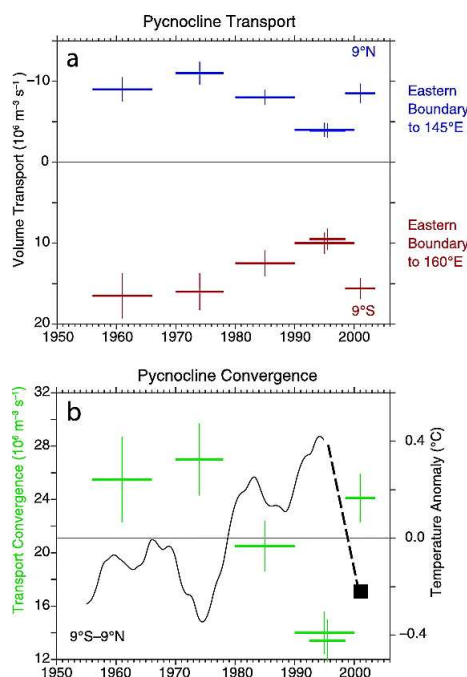 Pycnocline Transport
a
9°N
Volume Transport (10⁶ m⁻³ s⁻¹)
−10
0
10
20
Eastern
Boundary
to 145°E
Eastern
Boundary
to 160°E
9°S
1950 1960 1970 1980 1990 2000
Pycnocline Convergence
b
Transport Convergence (10⁶ m⁻³ s⁻¹)
32
28
24
20
16
12
0.4
0.0
−0.4
Temperature Anomaly (°C)
9°S–9°N
1950 1960 1970 1980 1990 2000